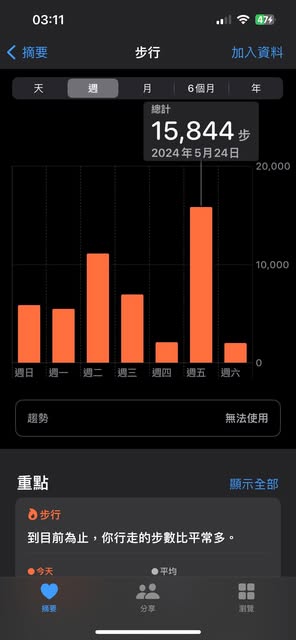 03:11
47
摘要
步行
加入資料
天
週
月
6個月
年
總計
15,844 步
2024年5月24日
20,000
10,000
0
週日
週一
週二
週三
週四
週五
週六
趨勢
無法使用
重點
顯示全部
步行
到目前為止，你行走的步數比平常多。
今天
平均
摘要
分享
瀏覽